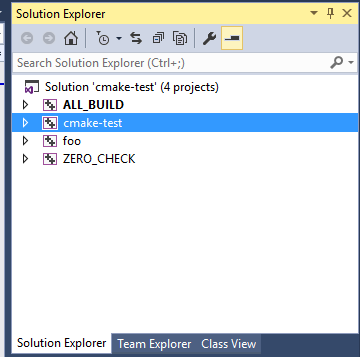 Solution Explorer
Search Solution Explorer (Ctrl+;)
Solution 'cmake-test' (4 projects)
ALL_BUILD
cmake-test
foo
ZERO_CHECK
Solution Explorer Team Explorer Class View